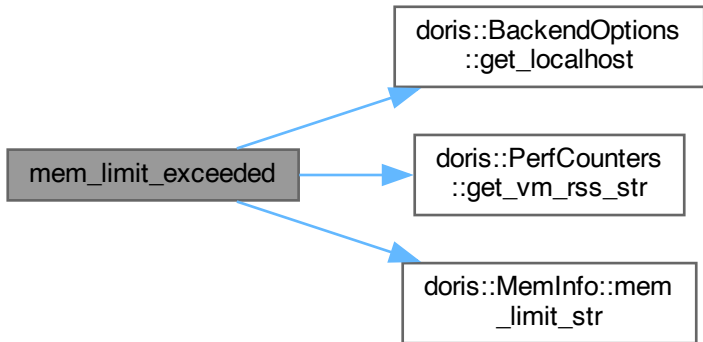 doris::BackendOptions
::get_localhost
mem_limit_exceeded
doris::PerfCounters
::get_vm_rss_str
doris::MemInfo::mem
_limit_str